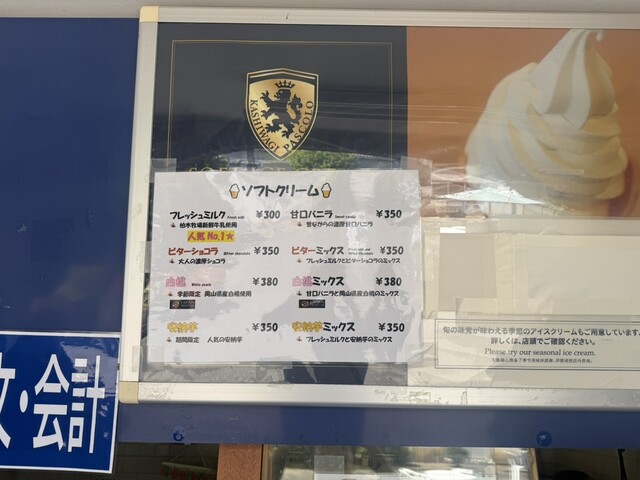 KASHIWAGI PASCOLO
ソフトクリーム
フレッシュミルク Fresh milk ¥300
柏木牧場新鮮牛乳使用
人気No.1★
甘口バニラ Sweet vanilla ¥350
昔ながらの濃厚甘口バニラ
ビターショコラ Bitter chocolate ¥350
大人の濃厚ショコラ
ビターミックス ¥350
フレッシュミルクとビターショコラのミックス
白桃 White peach ¥380
季節限定 岡山県産白桃使用
白桃ミックス ¥380
甘口バニラと岡山県産白桃のミックス
安納芋 ¥350
期間限定 人気の安納芋
安納芋ミックス ¥350
フレッシュミルクと安納芋のミックス
旬の味覚が味わえる季節のアイスクリームもご用意しています。
詳しくは、店頭でご確認ください。
Please try our seasonal ice cream.
会・計